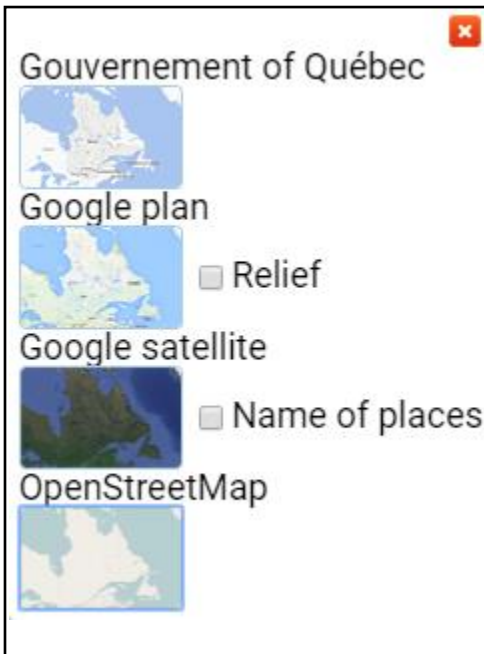 Gouvernement of Québec
Google plan
Relief
Google satellite
Name of places
OpenStreetMap